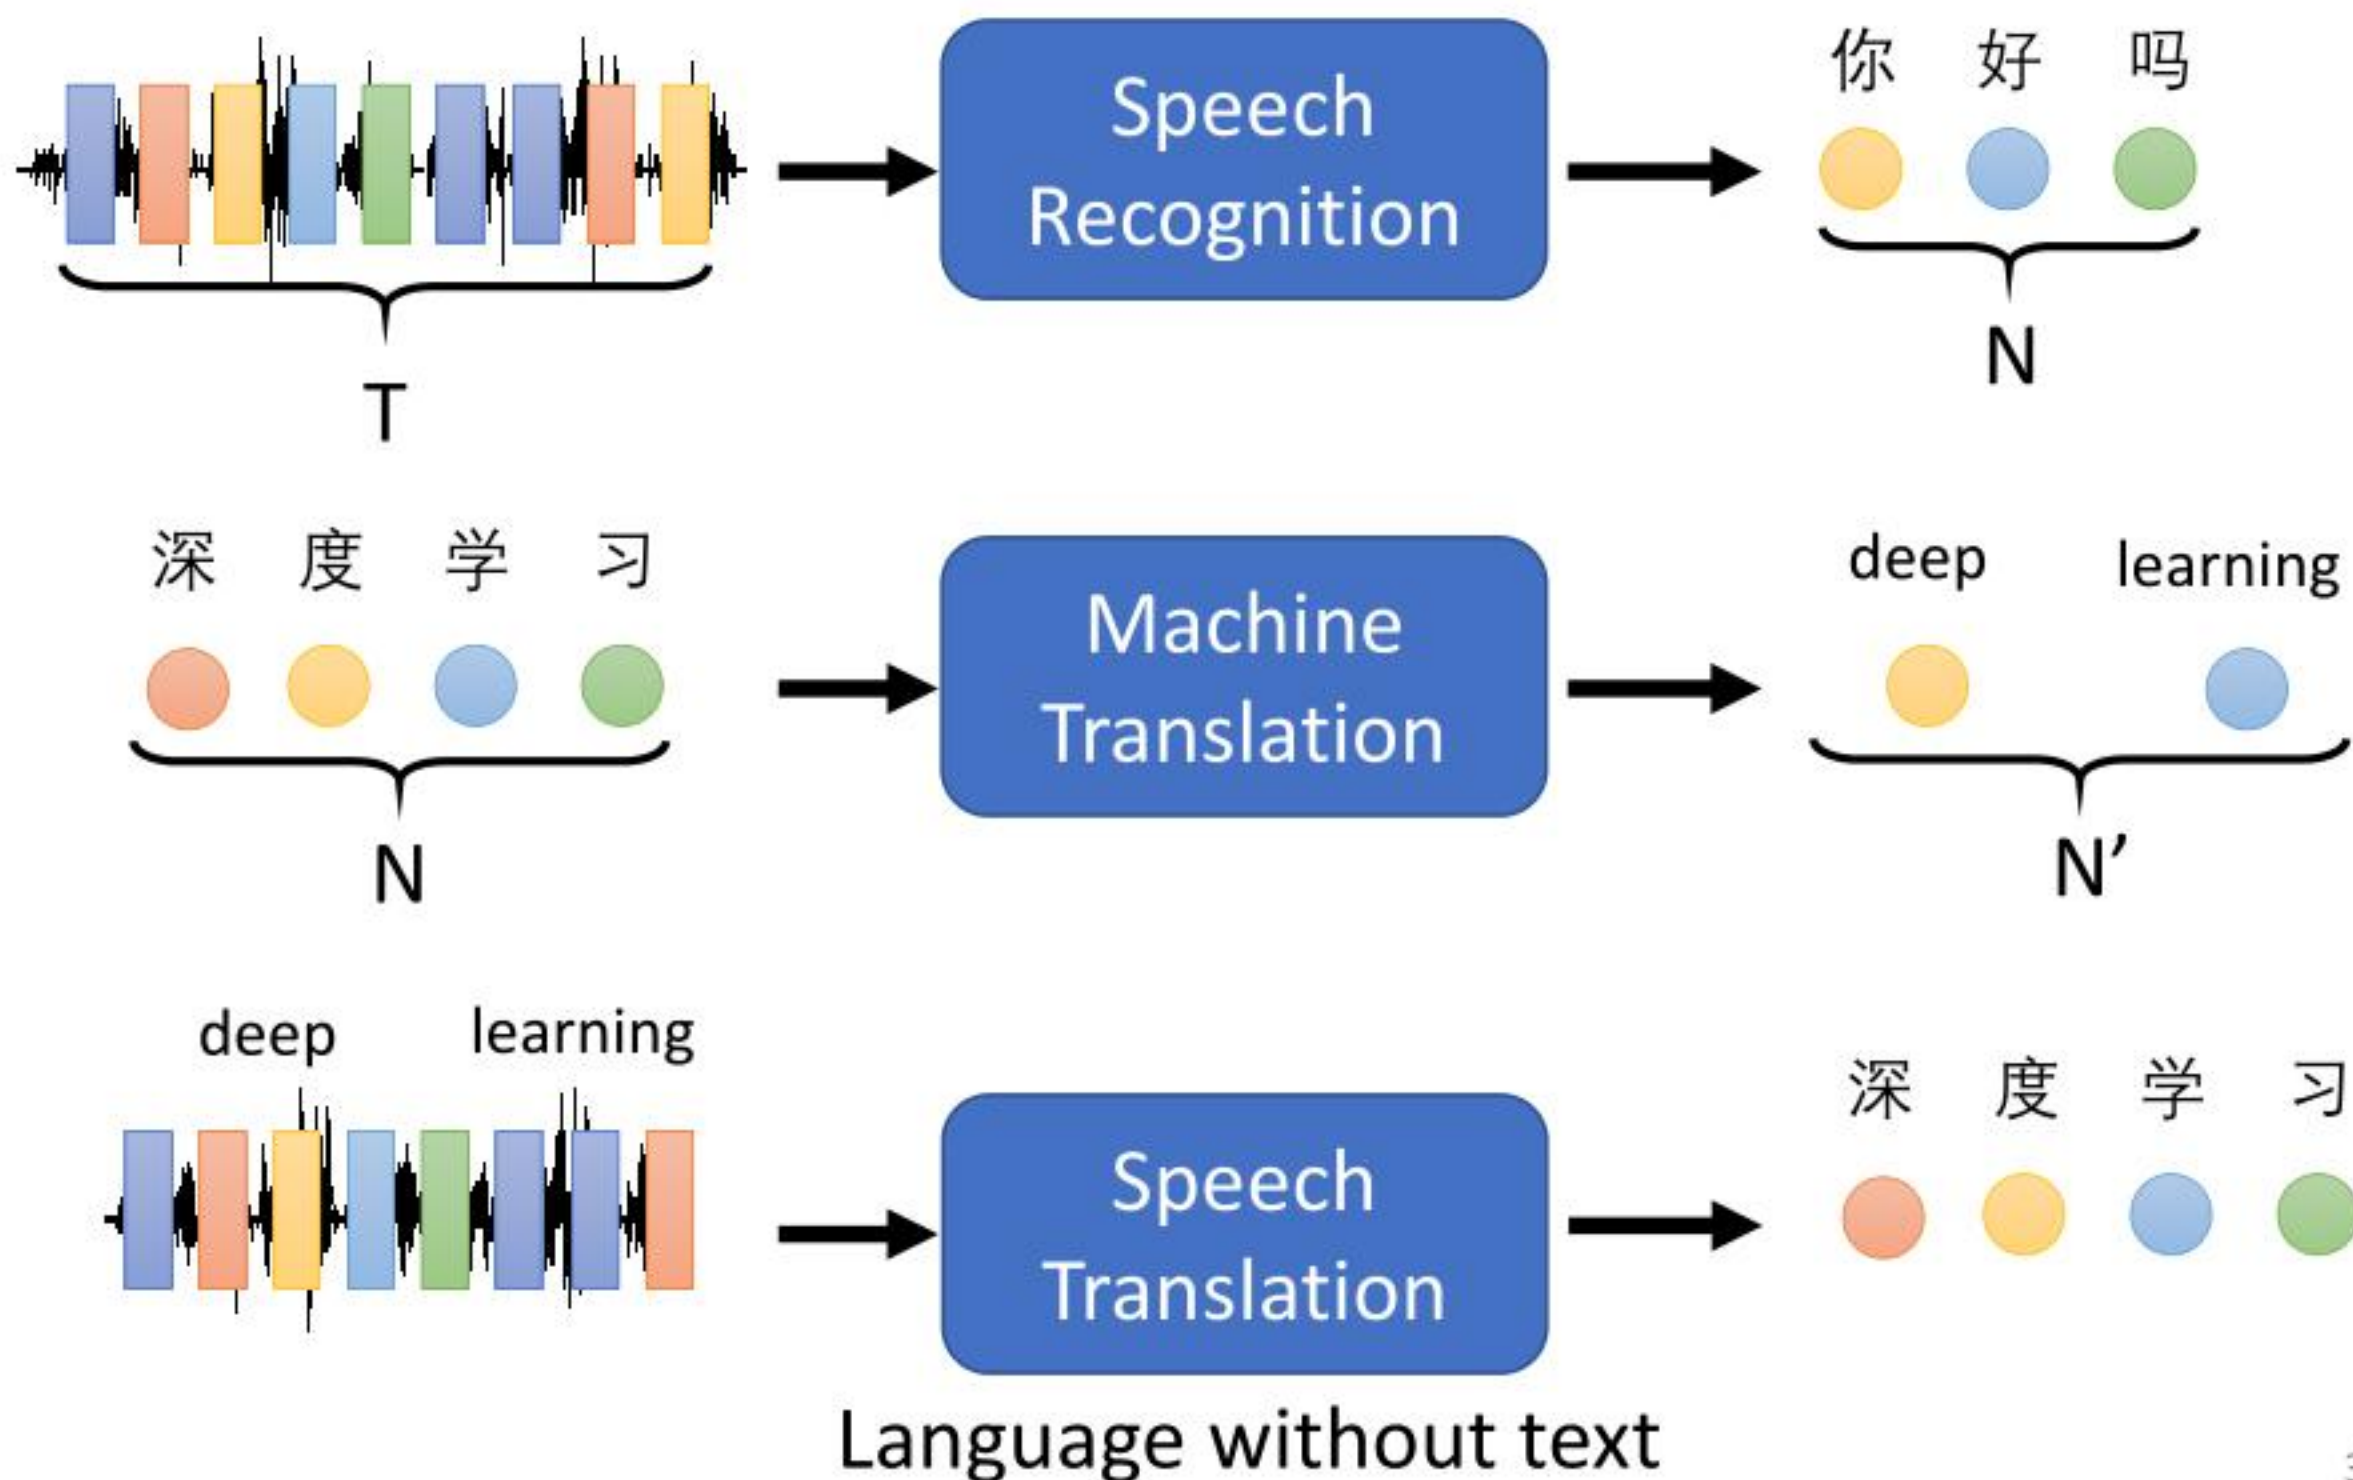 你 好 吗
Speech
Recognition
T
N
深 度 学 习
deep learning
Machine
Translation
N
N’
deep learning
深 度 学 习
Speech
Translation
Language without text